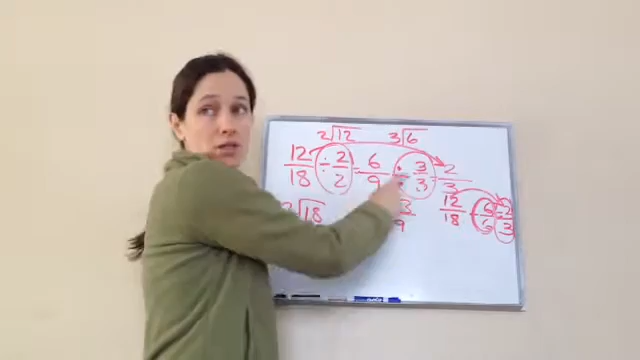 2√12 3√6
12/18 ÷ 2/2 = 6/9 ÷ 3/3 = 2/3
√18 3/9 12/18 ÷ 6/6 = 2/3